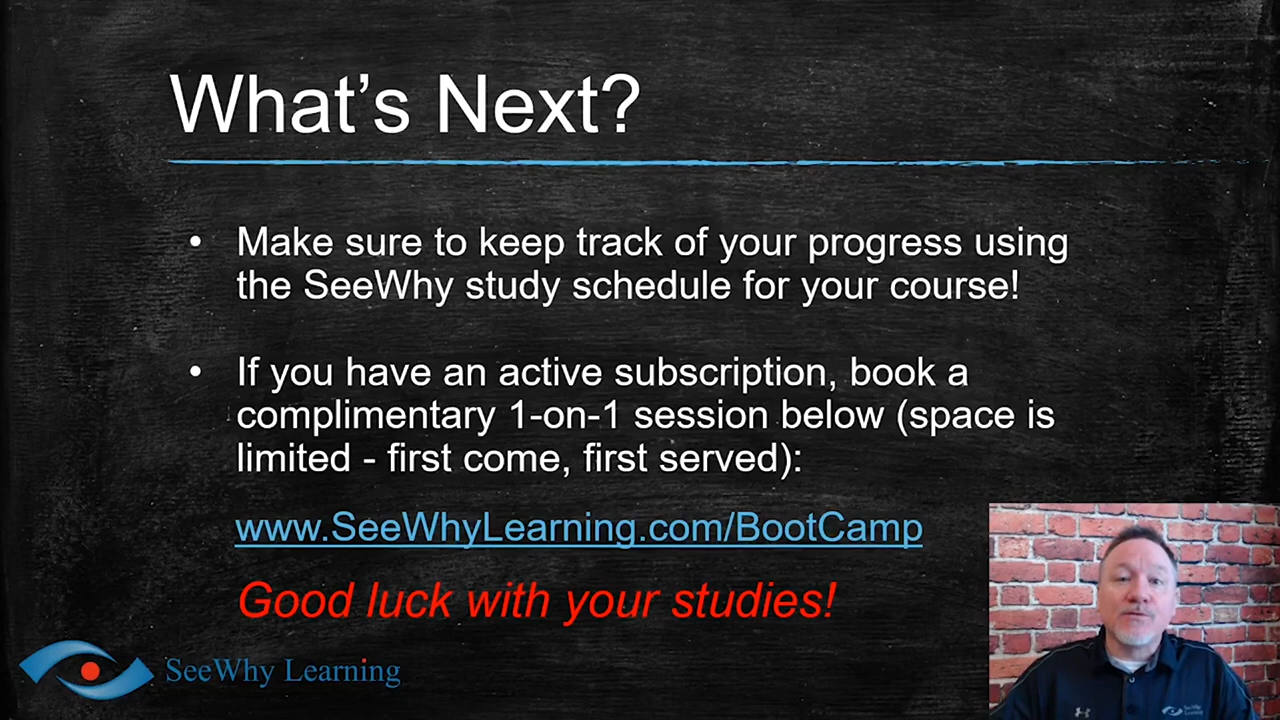 What’s Next?
• Make sure to keep track of your progress using
the SeeWhy study schedule for your course!
• If you have an active subscription, book a
complimentary 1-on-1 session below (space is
limited - first come, first served):
www.SeeWhyLearning.com/BootCamp
Good luck with your studies!
SeeWhy Learning
SeeWhy
Learning